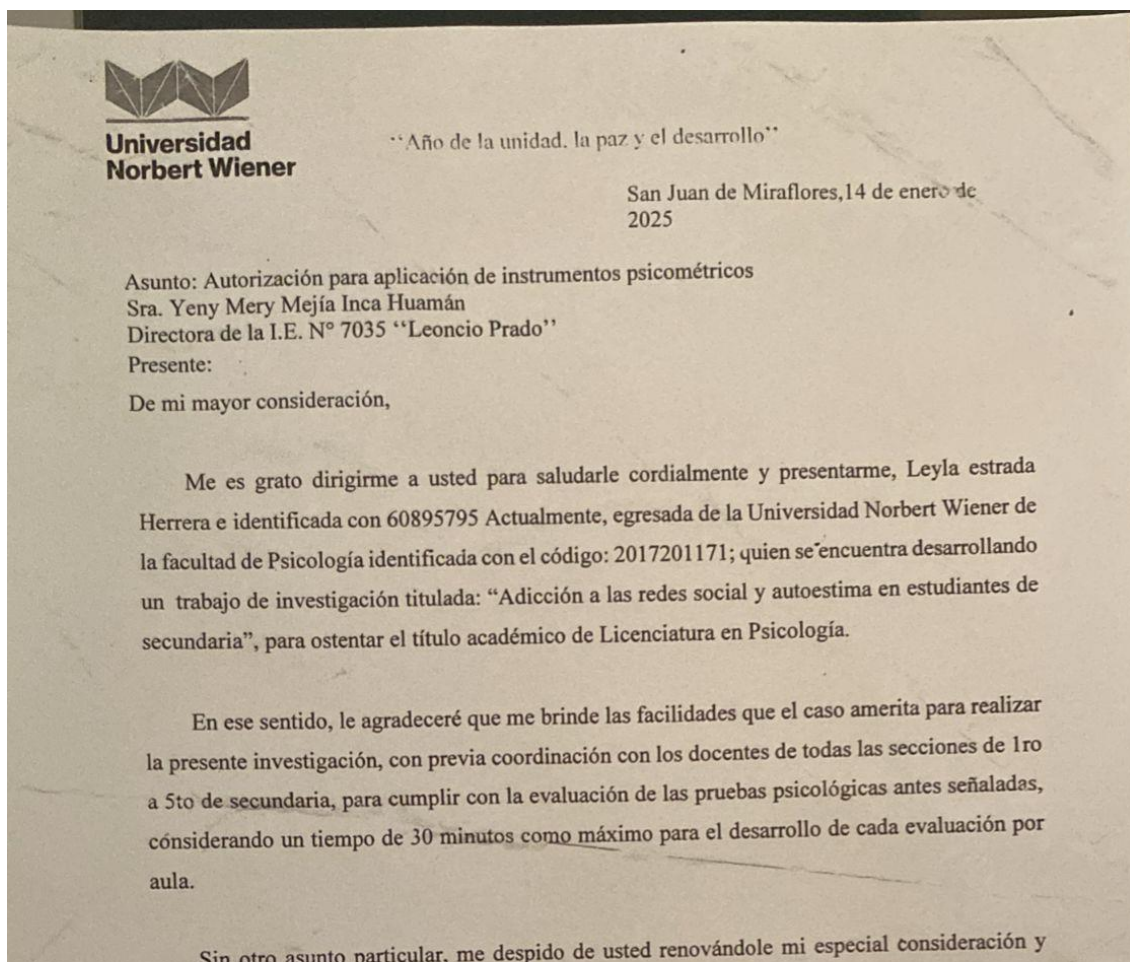 Universidad
Norbert Wiener
‘‘Año de la unidad. la paz y el desarrollo’’
San Juan de Miraflores,14 de enero de
2025
Asunto: Autorización para aplicación de instrumentos psicométricos
Sra. Yeny Mery Mejía Inca Huamán
Directora de la I.E. N° 7035 ‘‘Leoncio Prado’’
Presente:
De mi mayor consideración,
Me es grato dirigirme a usted para saludarle cordialmente y presentarme, Leyla estrada
Herrera e identificada con 60895795 Actualmente, egresada de la Universidad Norbert Wiener de
la facultad de Psicología identificada con el código: 2017201171; quien se encuentra desarrollando
un trabajo de investigación titulada: “Adicción a las redes social y autoestima en estudiantes de
secundaria”, para ostentar el título académico de Licenciatura en Psicología.
En ese sentido, le agradeceré que me brinde las facilidades que el caso amerita para realizar
la presente investigación, con previa coordinación con los docentes de todas las secciones de 1ro
a 5to de secundaria, para cumplir con la evaluación de las pruebas psicológicas antes señaladas,
considerando un tiempo de 30 minutos como máximo para el desarrollo de cada evaluación por
aula.
Sin otro asunto particular, me despido de usted renovándole mi especial consideración y